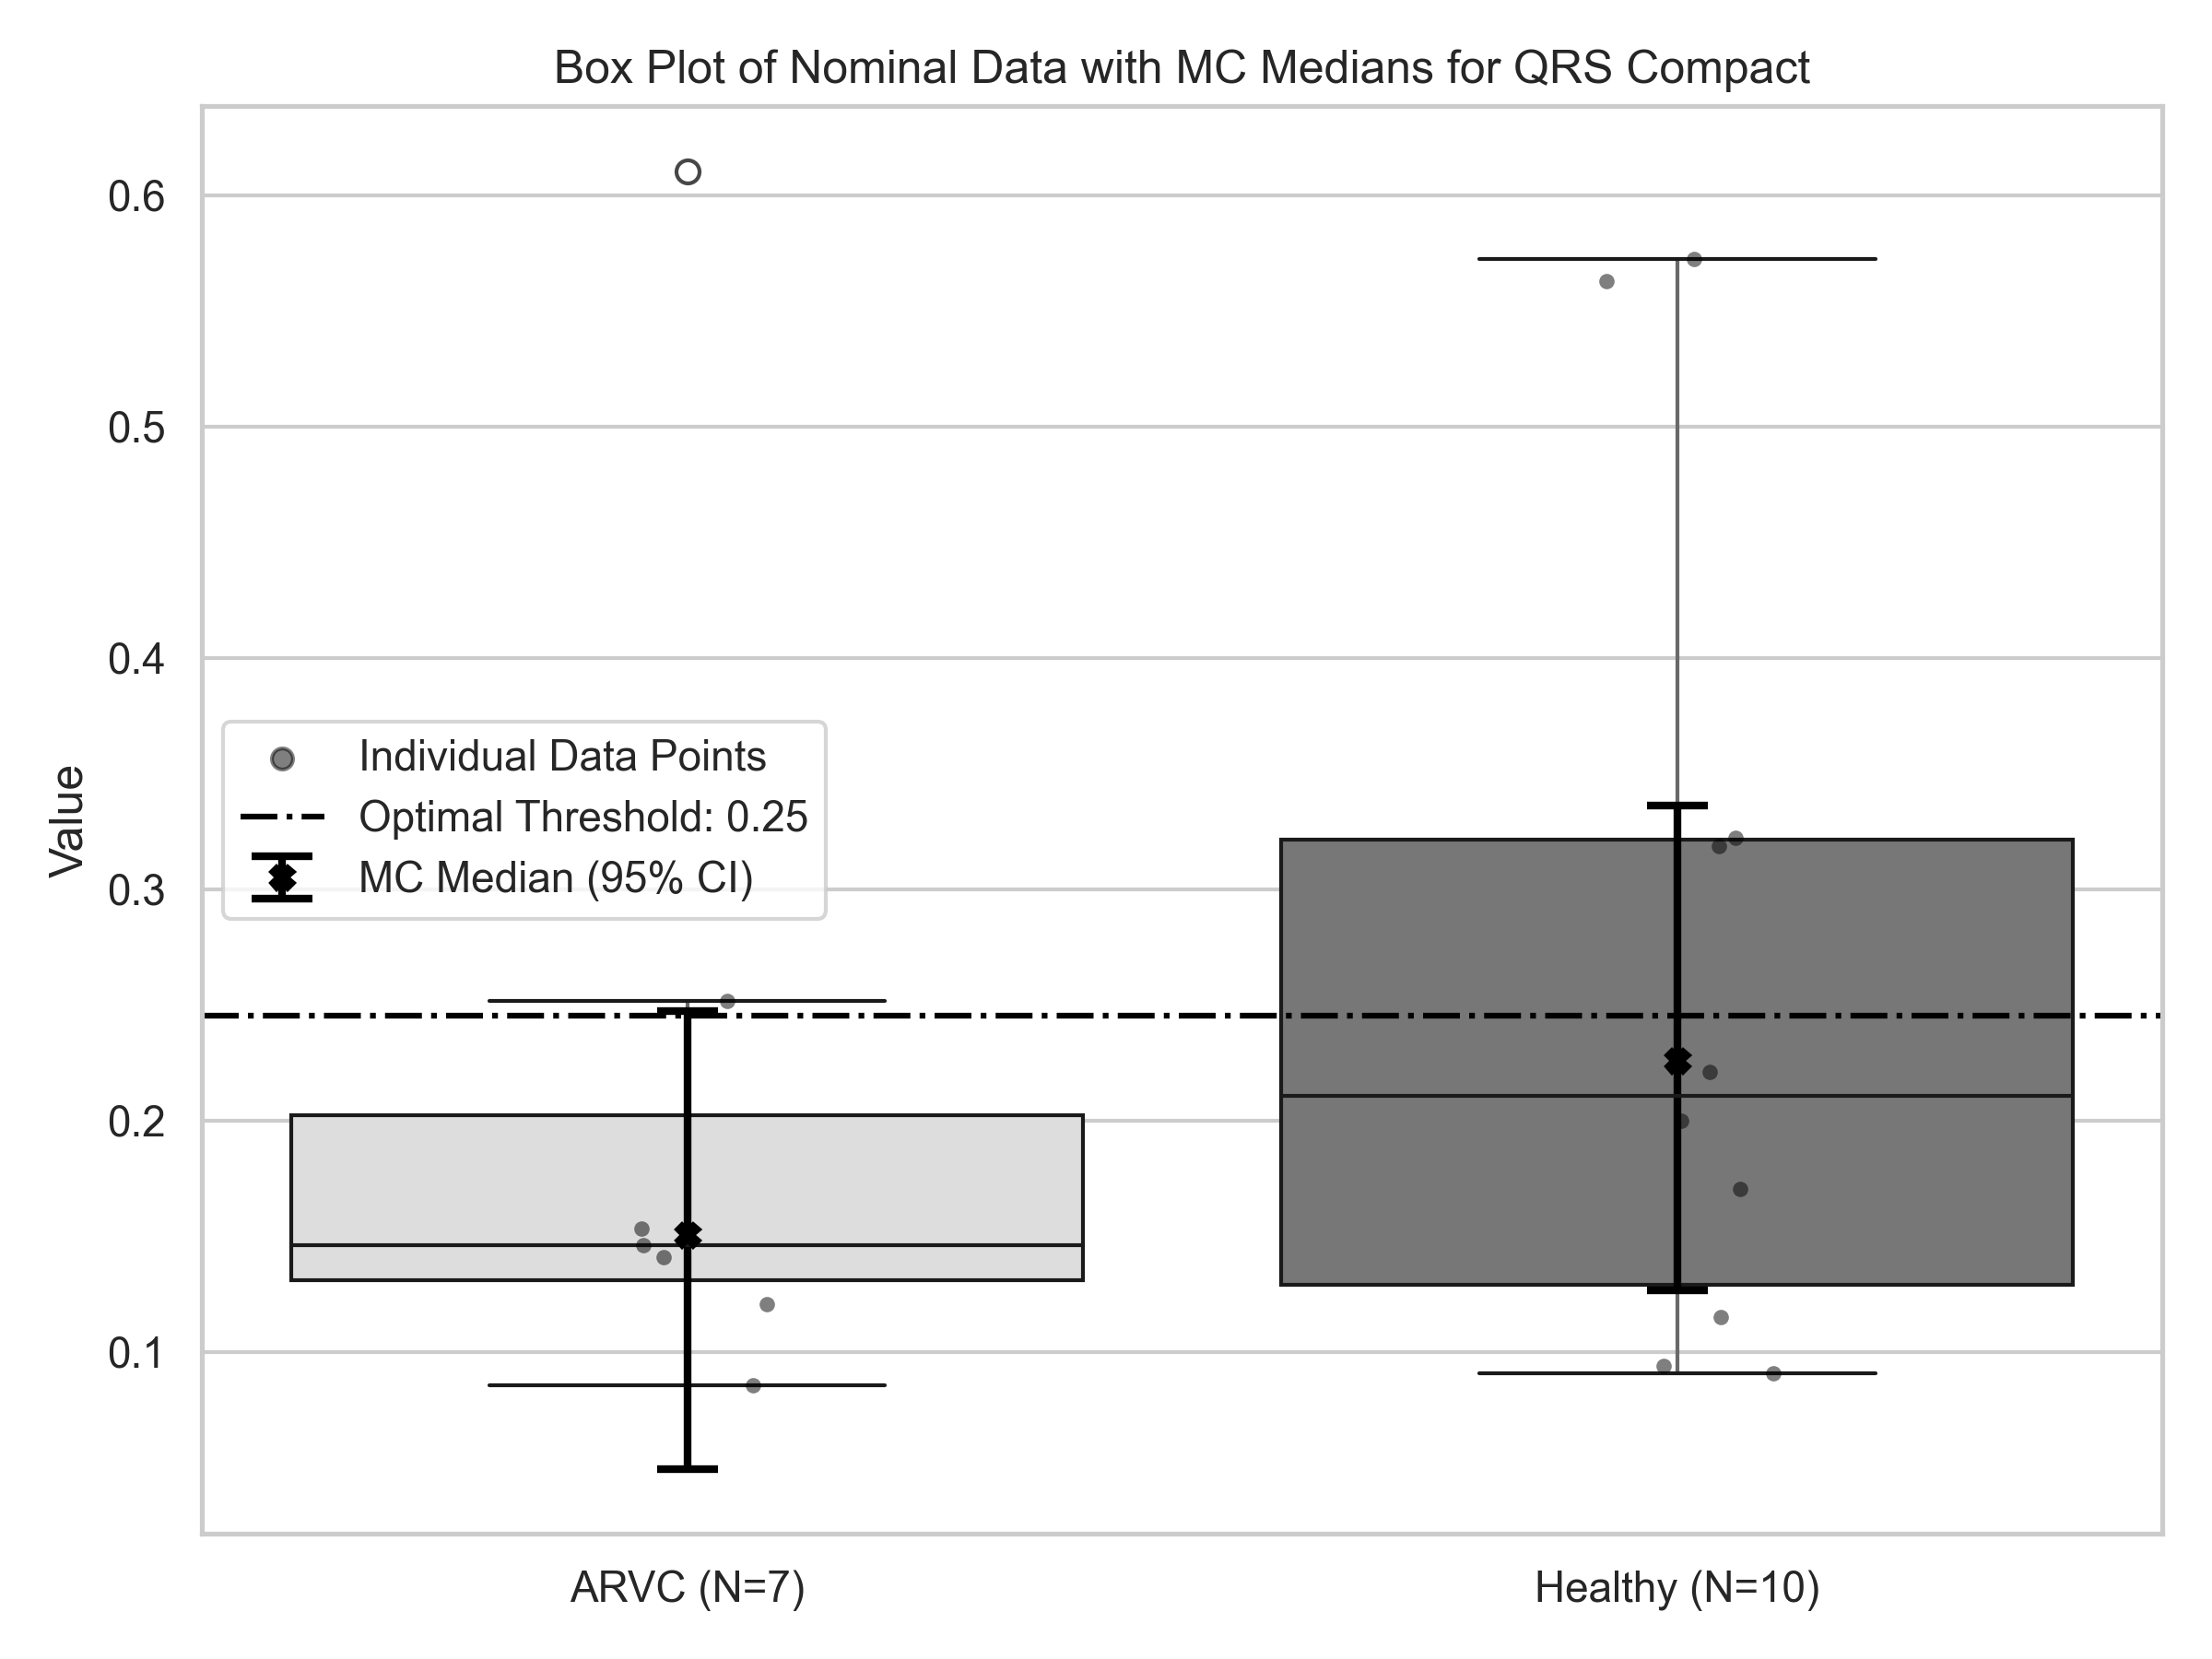 Box Plot of Nominal Data with MC Medians for QRS Compact
Value
0.6
0.5
0.4
0.3
0.2
0.1
Individual Data Points
Optimal Threshold: 0.25
MC Median (95% CI)
ARVC (N=7)
Healthy (N=10)